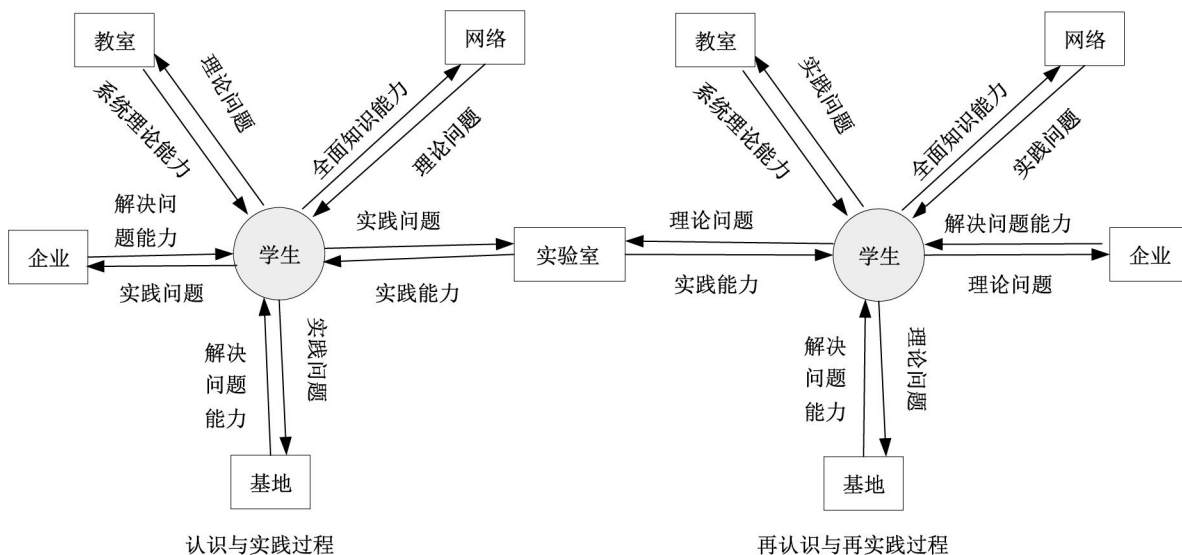 教室
理论问题
系统理论能力
网络
全面知识能力
理论问题
解决问
题能力
企业
实践问题
学生
实践问题
实验室
实践能力
解决
问题
能力
实践问题
基地
认识与实践过程
教室
实践问题
系统理论能力
网络
全面知识能力
实践问题
理论问题
实践能力
学生
解决问题能力
企业
理论问题
解决
问题
能力
理论问题
基地
再认识与再实践过程